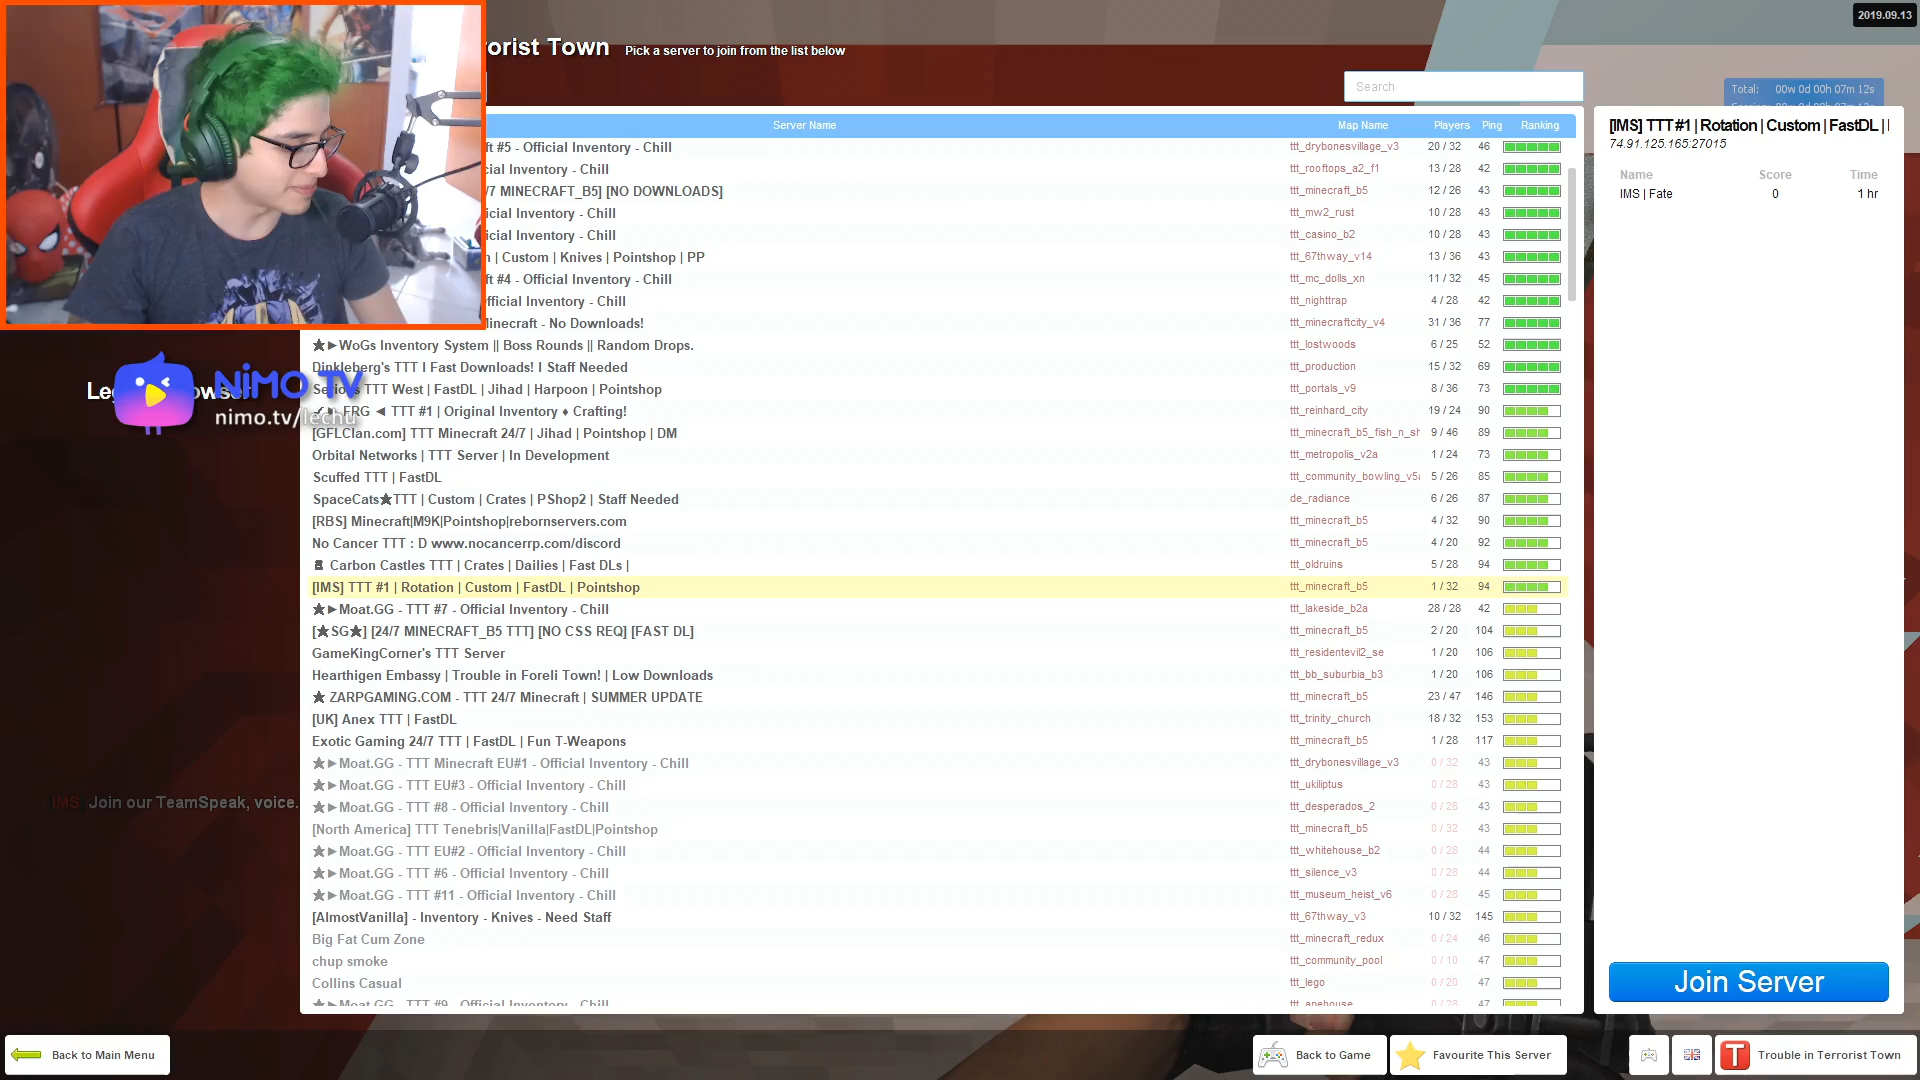 2019.09.13
rorist Town Pick a server to join from the list below
Search
Total: 00w 0d 00h 07m 12s
Server Name Map Name Players Ping Ranking
ft #5 - Official Inventory - Chill ttt_drybonesvillage_v3 20 / 32 46
icial Inventory - Chill ttt_rooftops_a2_f1 13 / 28 42
/7 MINECRAFT_B5] [NO DOWNLOADS] ttt_minecraft_b5 12 / 26 43
icial Inventory - Chill ttt_mw2_rust 10 / 28 43
icial Inventory - Chill ttt_casino_b2 10 / 28 43
| Custom | Knives | Pointshop | PP ttt_67thway_v14 13 / 36 43
ft #4 - Official Inventory - Chill ttt_mc_dolls_xn 11 / 32 45
fficial Inventory - Chill ttt_nighttrap 4 / 28 42
inecraft - No Downloads! ttt_minecraftcity_v4 31 / 36 77
★►WoGs Inventory System || Boss Rounds || Random Drops. ttt_lostwoods 6 / 25 52
Dinkleberg's TTT I Fast Downloads! I Staff Needed ttt_production 15 / 32 69
Serious TTT West | FastDL | Jihad | Harpoon | Pointshop ttt_portals_v9 8 / 36 73
FRG ◄ TTT #1 | Original Inventory ♦ Crafting! ttt_reinhard_city 19 / 24 90
[GFLClan.com] TTT Minecraft 24/7 | Jihad | Pointshop | DM ttt_minecraft_b5_fish_n_sh 9 / 46 89
Orbital Networks | TTT Server | In Development ttt_metropolis_v2a 1 / 24 73
Scuffed TTT | FastDL ttt_community_bowling_v5a 5 / 26 85
SpaceCats★TTT | Custom | Crates | PShop2 | Staff Needed de_radiance 6 / 26 87
[RBS] Minecraft|M9K|Pointshop|rebornservers.com ttt_minecraft_b5 4 / 32 90
No Cancer TTT : D www.nocancerrp.com/discord ttt_minecraft_b5 4 / 20 92
Carbon Castles TTT | Crates | Dailies | Fast DLs | ttt_oldruins 5 / 28 94
[IMS] TTT #1 | Rotation | Custom | FastDL | Pointshop ttt_minecraft_b5 1 / 32 94
★►Moat.GG - TTT #7 - Official Inventory - Chill ttt_lakeside_b2a 28 / 28 42
[★SG★] [24/7 MINECRAFT_B5 TTT] [NO CSS REQ] [FAST DL] ttt_minecraft_b5 2 / 20 104
GameKingCorner's TTT Server ttt_residentevil2_se 1 / 20 106
Hearthigen Embassy | Trouble in Foreli Town! | Low Downloads ttt_bb_suburbia_b3 1 / 20 106
★ ZARPGAMING.COM - TTT 24/7 Minecraft | SUMMER UPDATE ttt_minecraft_b5 23 / 47 146
[UK] Anex TTT | FastDL ttt_trinity_church 18 / 32 153
Exotic Gaming 24/7 TTT | FastDL | Fun T-Weapons ttt_minecraft_b5 1 / 28 117
★►Moat.GG - TTT Minecraft EU#1 - Official Inventory - Chill ttt_drybonesvillage_v3 0 / 32 43
★►Moat.GG - TTT EU#3 - Official Inventory - Chill ttt_ukiliptus 0 / 28 43
★►Moat.GG - TTT #8 - Official Inventory - Chill ttt_desperados_2 0 / 28 43
[North America] TTT Tenebris|Vanilla|FastDL|Pointshop ttt_minecraft_b5 0 / 32 43
★►Moat.GG - TTT EU#2 - Official Inventory - Chill ttt_whitehouse_b2 0 / 28 44
★►Moat.GG - TTT #6 - Official Inventory - Chill ttt_silence_v3 0 / 28 44
★►Moat.GG - TTT #11 - Official Inventory - Chill ttt_museum_heist_v6 0 / 28 45
[AlmostVanilla] - Inventory - Knives - Need Staff ttt_67thway_v3 10 / 32 145
Big Fat Cum Zone ttt_minecraft_redux 0 / 24 46
chup smoke ttt_community_pool 0 / 10 47
Collins Casual ttt_lego 0 / 20 47
★►Moat.GG - TTT #9 - Official Inventory - Chill ttt_apehouse 0 / 28 47
NiMO TV
nimo.tv/lechu
IMS Join our TeamSpeak, voice.
[IMS] TTT #1 | Rotation | Custom | FastDL |
74.91.125.165:27015
Name Score Time
IMS | Fate 0 1 hr
Join Server
Back to Main Menu
Back to Game
Favourite This Server
T Trouble in Terrorist Town